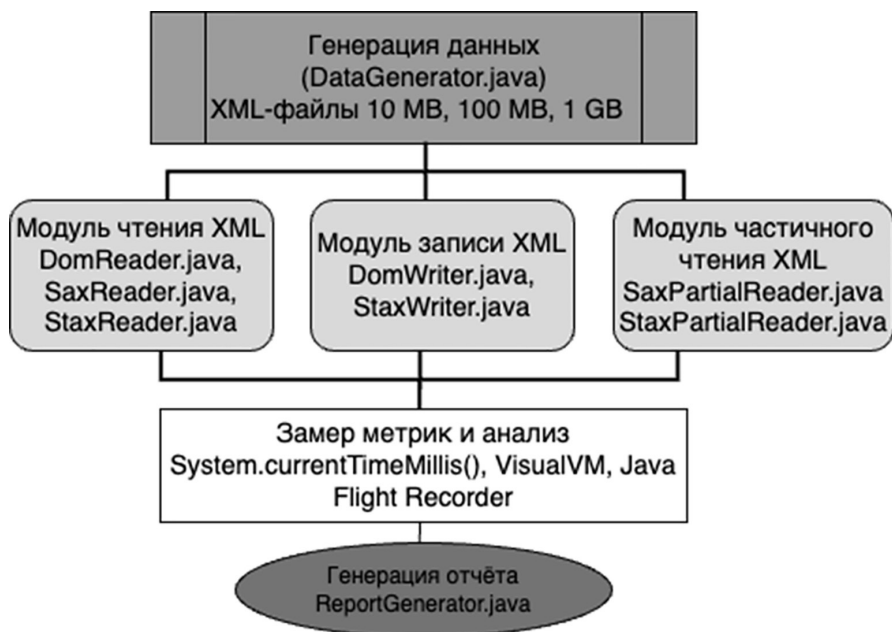 Генерация данных
(DataGenerator.java)
XML-файлы 10 MB, 100 MB, 1 GB
Модуль чтения XML
DomReader.java,
SaxReader.java,
StaxReader.java
Модуль записи XML
DomWriter.java,
StaxWriter.java
Модуль частичного
чтения XML
SaxPartialReader.java
StaxPartialReader.java
Замер метрик и анализ
System.currentTimeMillis(), VisualVM, Java
Flight Recorder
Генерация отчёта
ReportGenerator.java